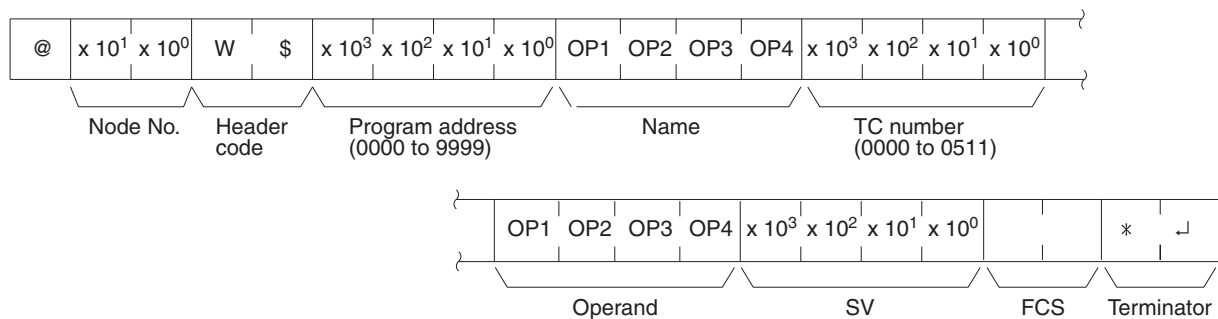 @ x 10¹ x 10⁰ W $ x 10³ x 10² x 10¹ x 10⁰ OP1 OP2 OP3 OP4 x 10³ x 10² x 10¹ x 10⁰
Node No. Header code Program address (0000 to 9999) Name TC number (0000 to 0511)
OP1 OP2 OP3 OP4 x 10³ x 10² x 10¹ x 10⁰ * ↵
Operand SV FCS Terminator